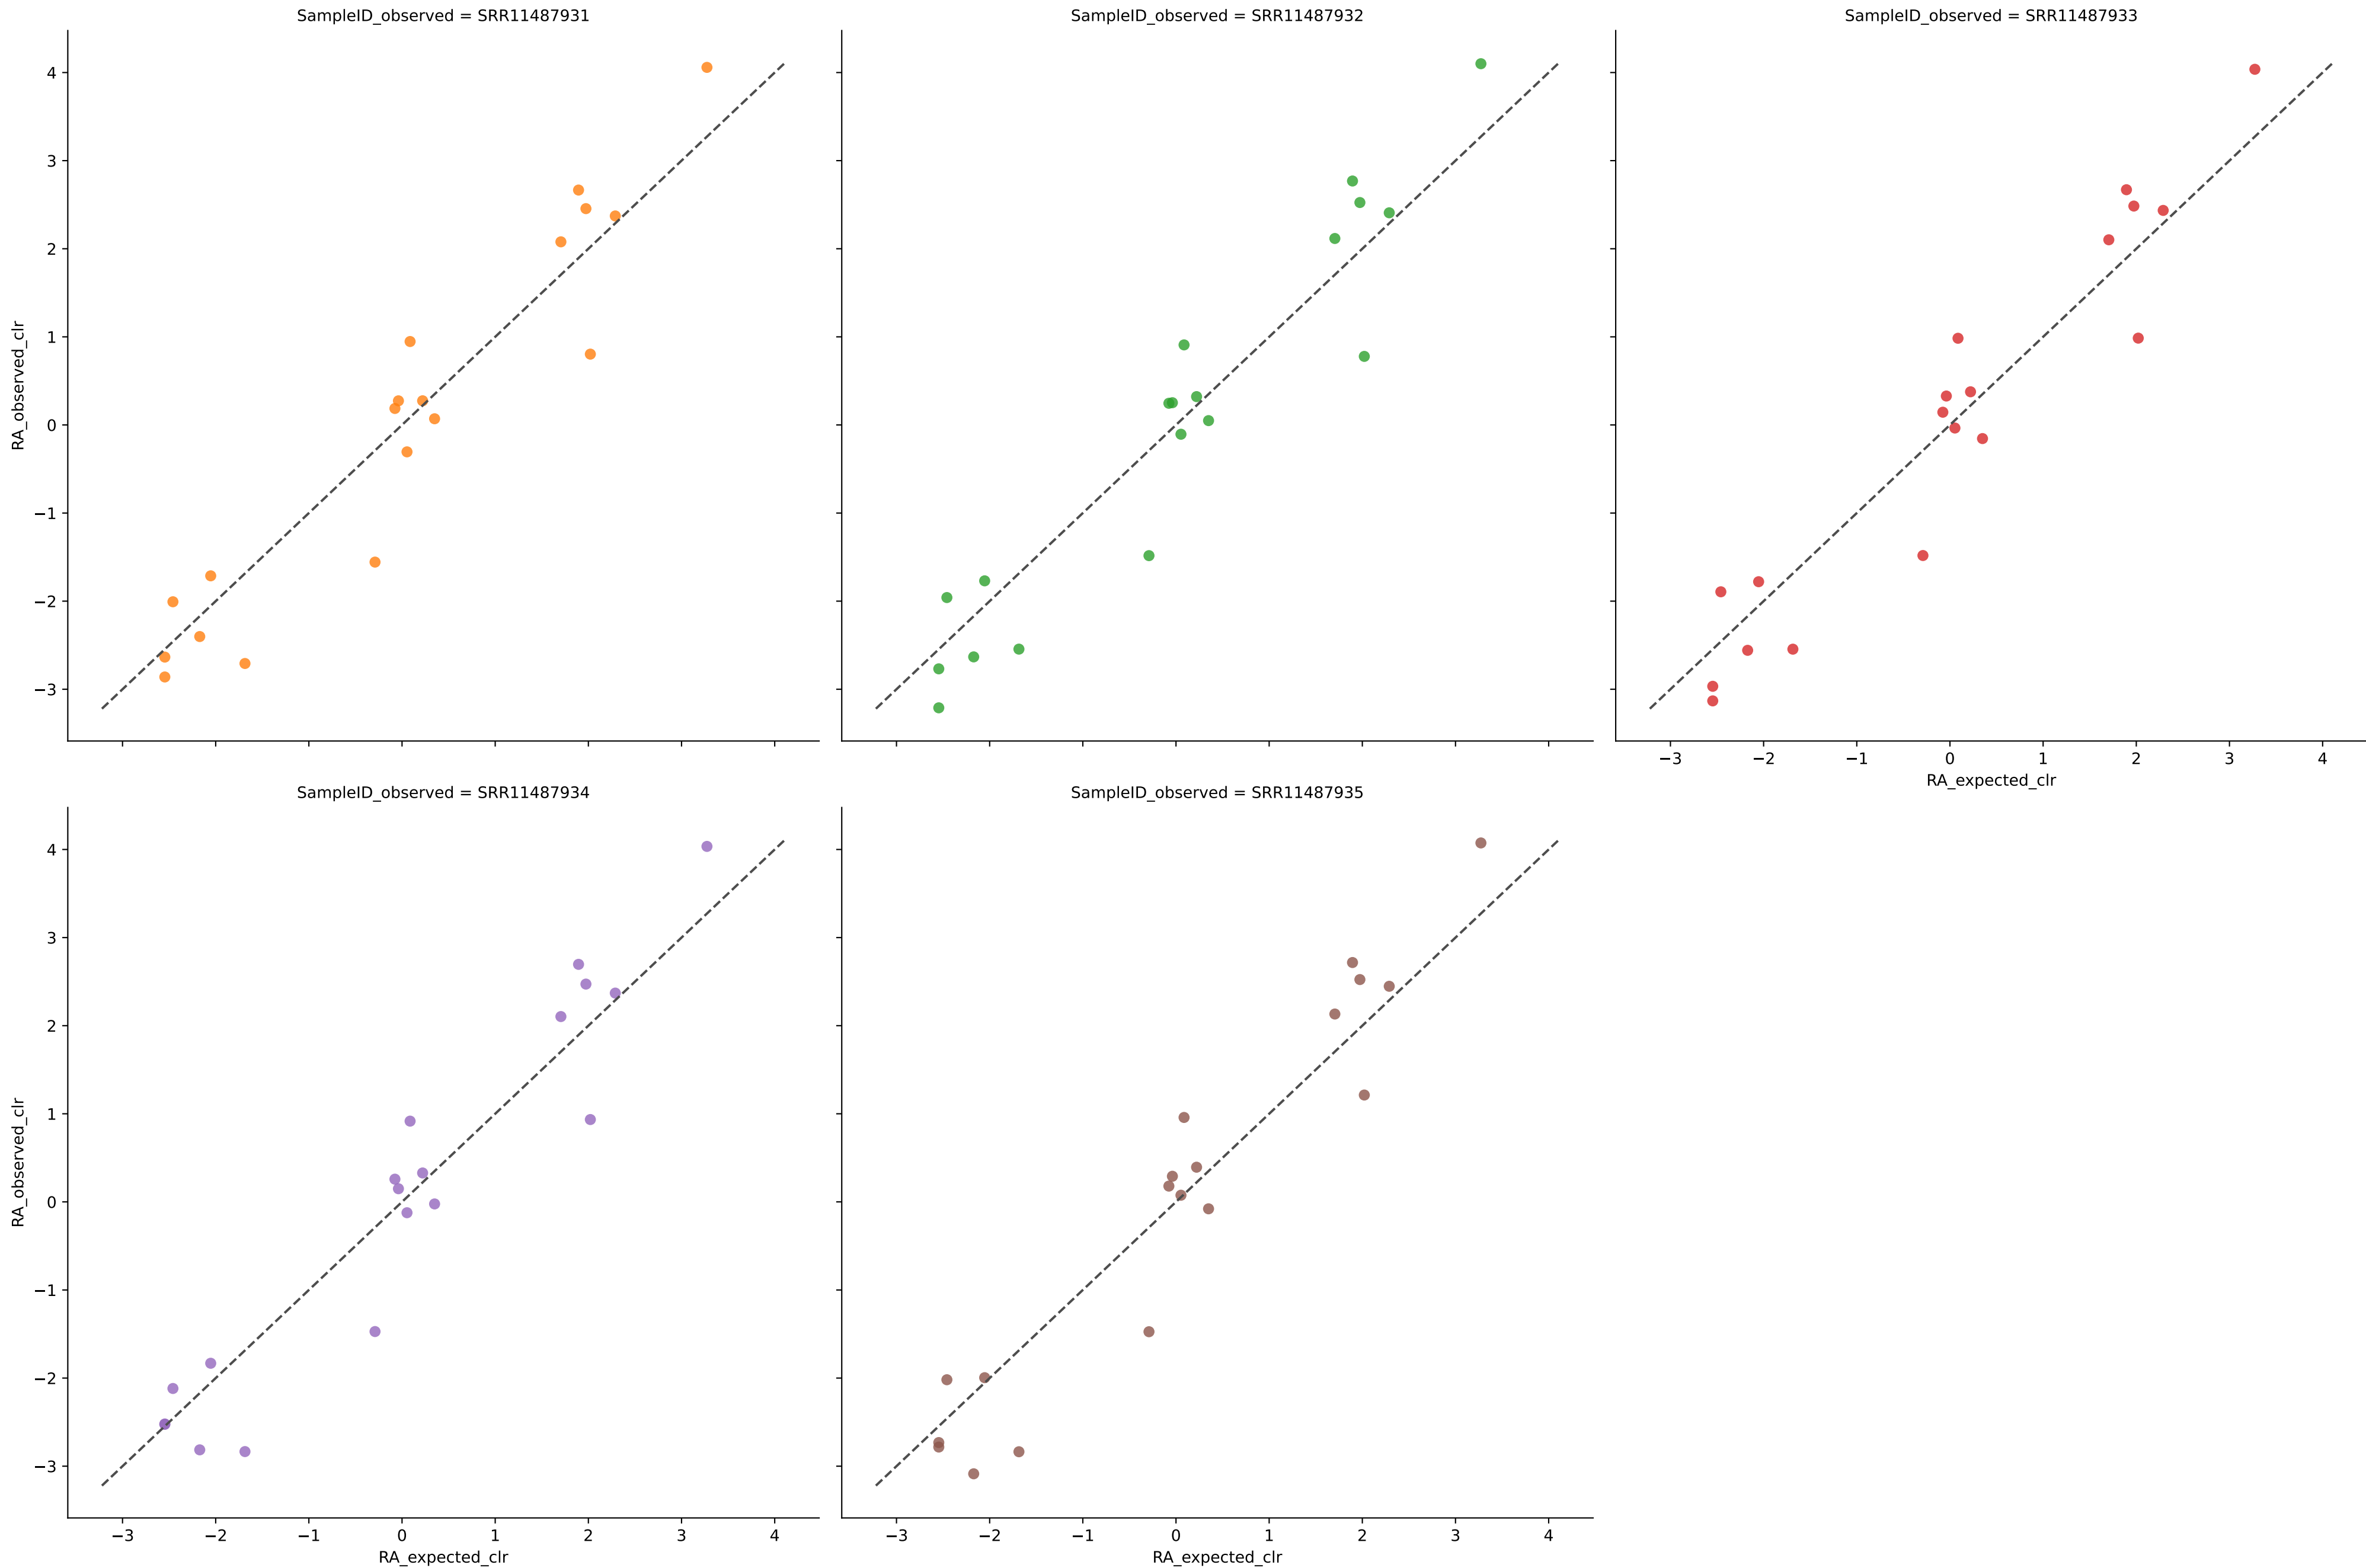 SampleID_observed = SRR11487931
SampleID_observed = SRR11487932
SampleID_observed = SRR11487933
4
3
2
1
0
−1
−2
−3
RA_observed_clr
−3 −2 −1 0 1 2 3 4
RA_expected_clr
SampleID_observed = SRR11487934
SampleID_observed = SRR11487935
4
3
2
1
0
−1
−2
−3
RA_observed_clr
−3 −2 −1 0 1 2 3 4
RA_expected_clr
−3 −2 −1 0 1 2 3 4
RA_expected_clr